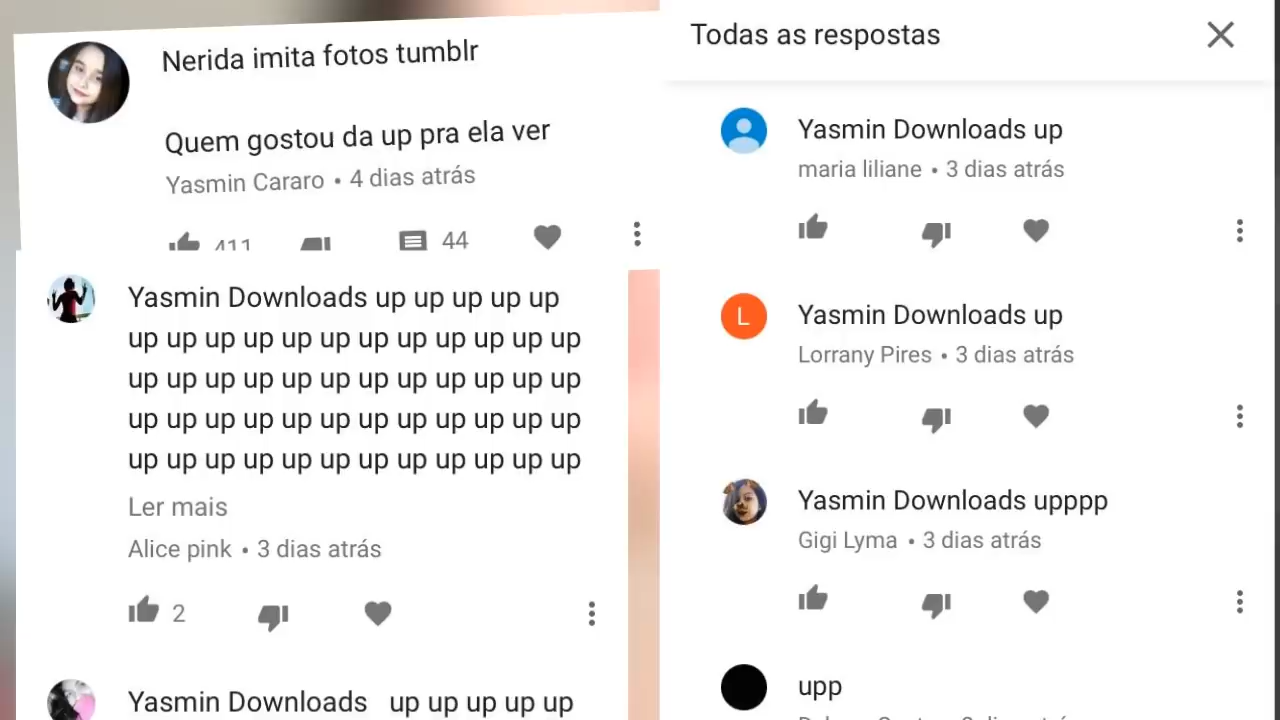 Nerida imita fotos tumblr
Quem gostou da up pra ela ver
Yasmin Cararo • 4 dias atrás
411 44
Yasmin Downloads up up up up up
up up up up up up up up up up up up
up up up up up up up up up up up up
up up up up up up up up up up up up
up up up up up up up up up up up up
Ler mais
Alice pink • 3 dias atrás
2
Yasmin Downloads up up up up up
Todas as respostas
Yasmin Downloads up
maria liliane • 3 dias atrás
Yasmin Downloads up
L
Lorrany Pires • 3 dias atrás
Yasmin Downloads upppp
Gigi Lyma • 3 dias atrás
upp